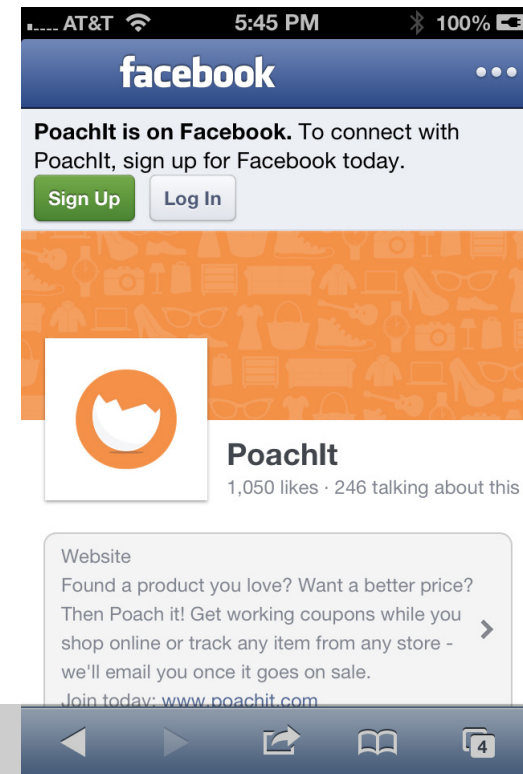 AT&T 5:45 PM 100%
facebook
PoachIt is on Facebook. To connect with
PoachIt, sign up for Facebook today.
Sign Up Log In
PoachIt
1,050 likes · 246 talking about this
Website
Found a product you love? Want a better price?
Then Poach it! Get working coupons while you
shop online or track any item from any store -
we'll email you once it goes on sale.
Join today: www.poachit.com
4